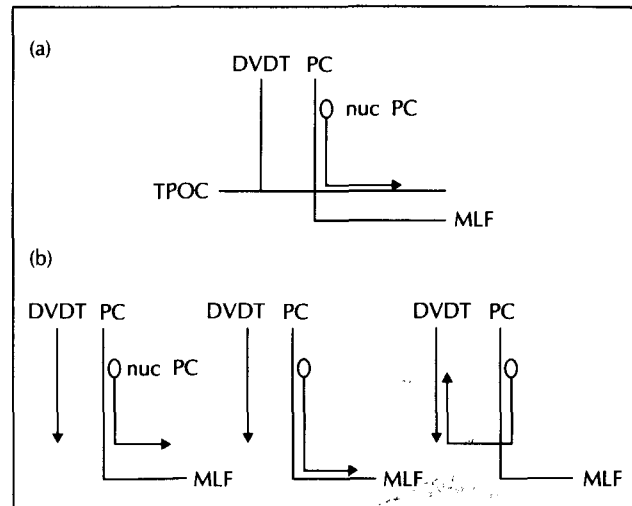 (a)
DVDT PC
nuc PC
TPOC
MLF
(b)
DVDT PC DVDT PC DVDT PC
nuc PC
MLF MLF MLF